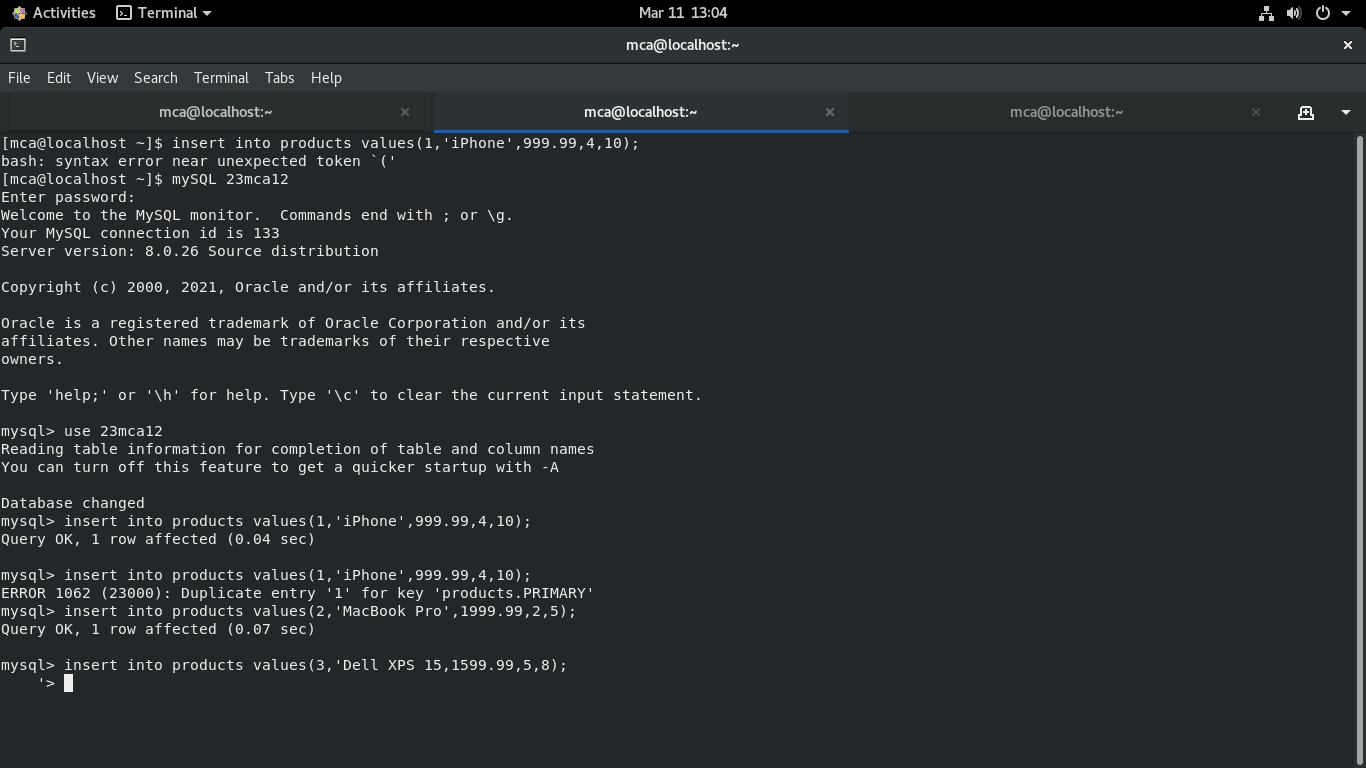 Activities Terminal Mar 11 13:04
mca@localhost:~
File Edit View Search Terminal Tabs Help
mca@localhost:~ mca@localhost:~ mca@localhost:~
[mca@localhost ~]$ insert into products values(1,'iPhone',999.99,4,10);
bash: syntax error near unexpected token `('
[mca@localhost ~]$ mySQL 23mca12
Enter password:
Welcome to the MySQL monitor.  Commands end with ; or \g.
Your MySQL connection id is 133
Server version: 8.0.26 Source distribution

Copyright (c) 2000, 2021, Oracle and/or its affiliates.

Oracle is a registered trademark of Oracle Corporation and/or its
affiliates. Other names may be trademarks of their respective
owners.

Type 'help;' or '\h' for help. Type '\c' to clear the current input statement.

mysql> use 23mca12
Reading table information for completion of table and column names
You can turn off this feature to get a quicker startup with -A

Database changed
mysql> insert into products values(1,'iPhone',999.99,4,10);
Query OK, 1 row affected (0.04 sec)

mysql> insert into products values(1,'iPhone',999.99,4,10);
ERROR 1062 (23000): Duplicate entry '1' for key 'products.PRIMARY'
mysql> insert into products values(2,'MacBook Pro',1999.99,2,5);
Query OK, 1 row affected (0.07 sec)

mysql> insert into products values(3,'Dell XPS 15,1599.99,5,8);
    '>